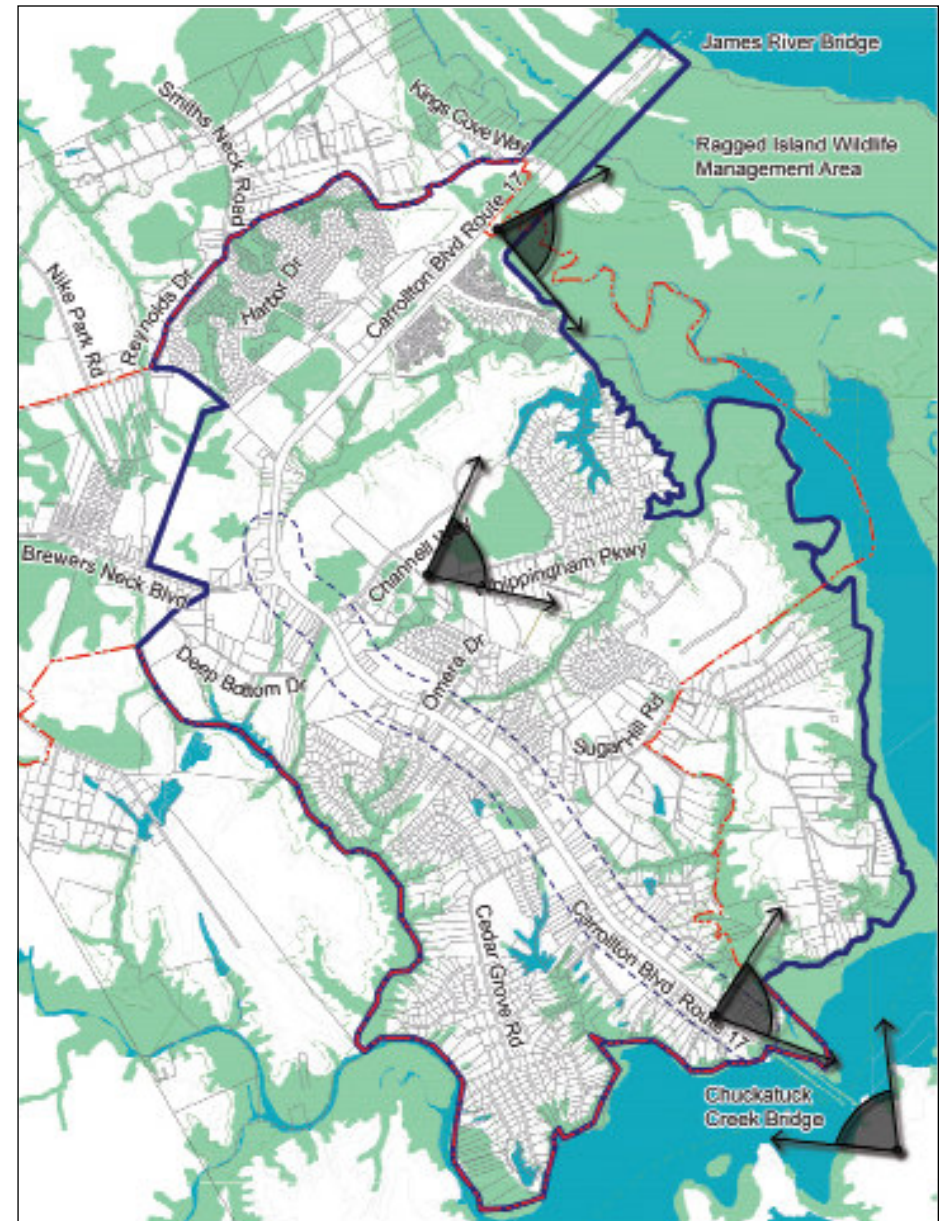 James River Bridge
Smiths Neck Road
Kings Cove Way
Ragged Island Wildlife
Management Area
Carrollton Blvd Route 17
Harbor Dr
Reynolds Dr
Nike Park Rd
Channell
Pkwy
Brewers Neck Blvd
Omera Dr
Deep Bottom Dr
Sugarhill Rd
Cedar Grove Rd
Carrollton Blvd Route 17
Chuckatuck
Creek Bridge